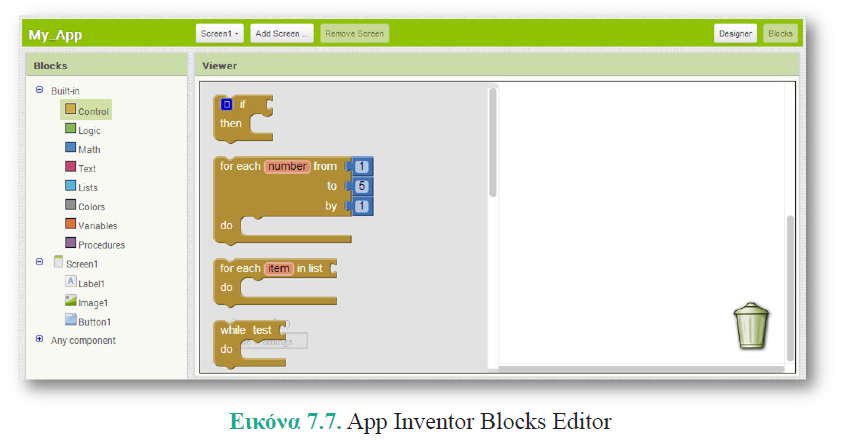 My_App
Screen1
Add Screen ...
Remove Screen
Designer
Blocks
Blocks
Viewer
Built-in
Control
Logic
Math
Text
Lists
Colors
Variables
Procedures
Screen1
Label1
Image1
Button1
Any component
if
then
for each number from 1
to 5
by 1
do
for each item in list
do
while test
do
Εικόνα 7.7. App Inventor Blocks Editor